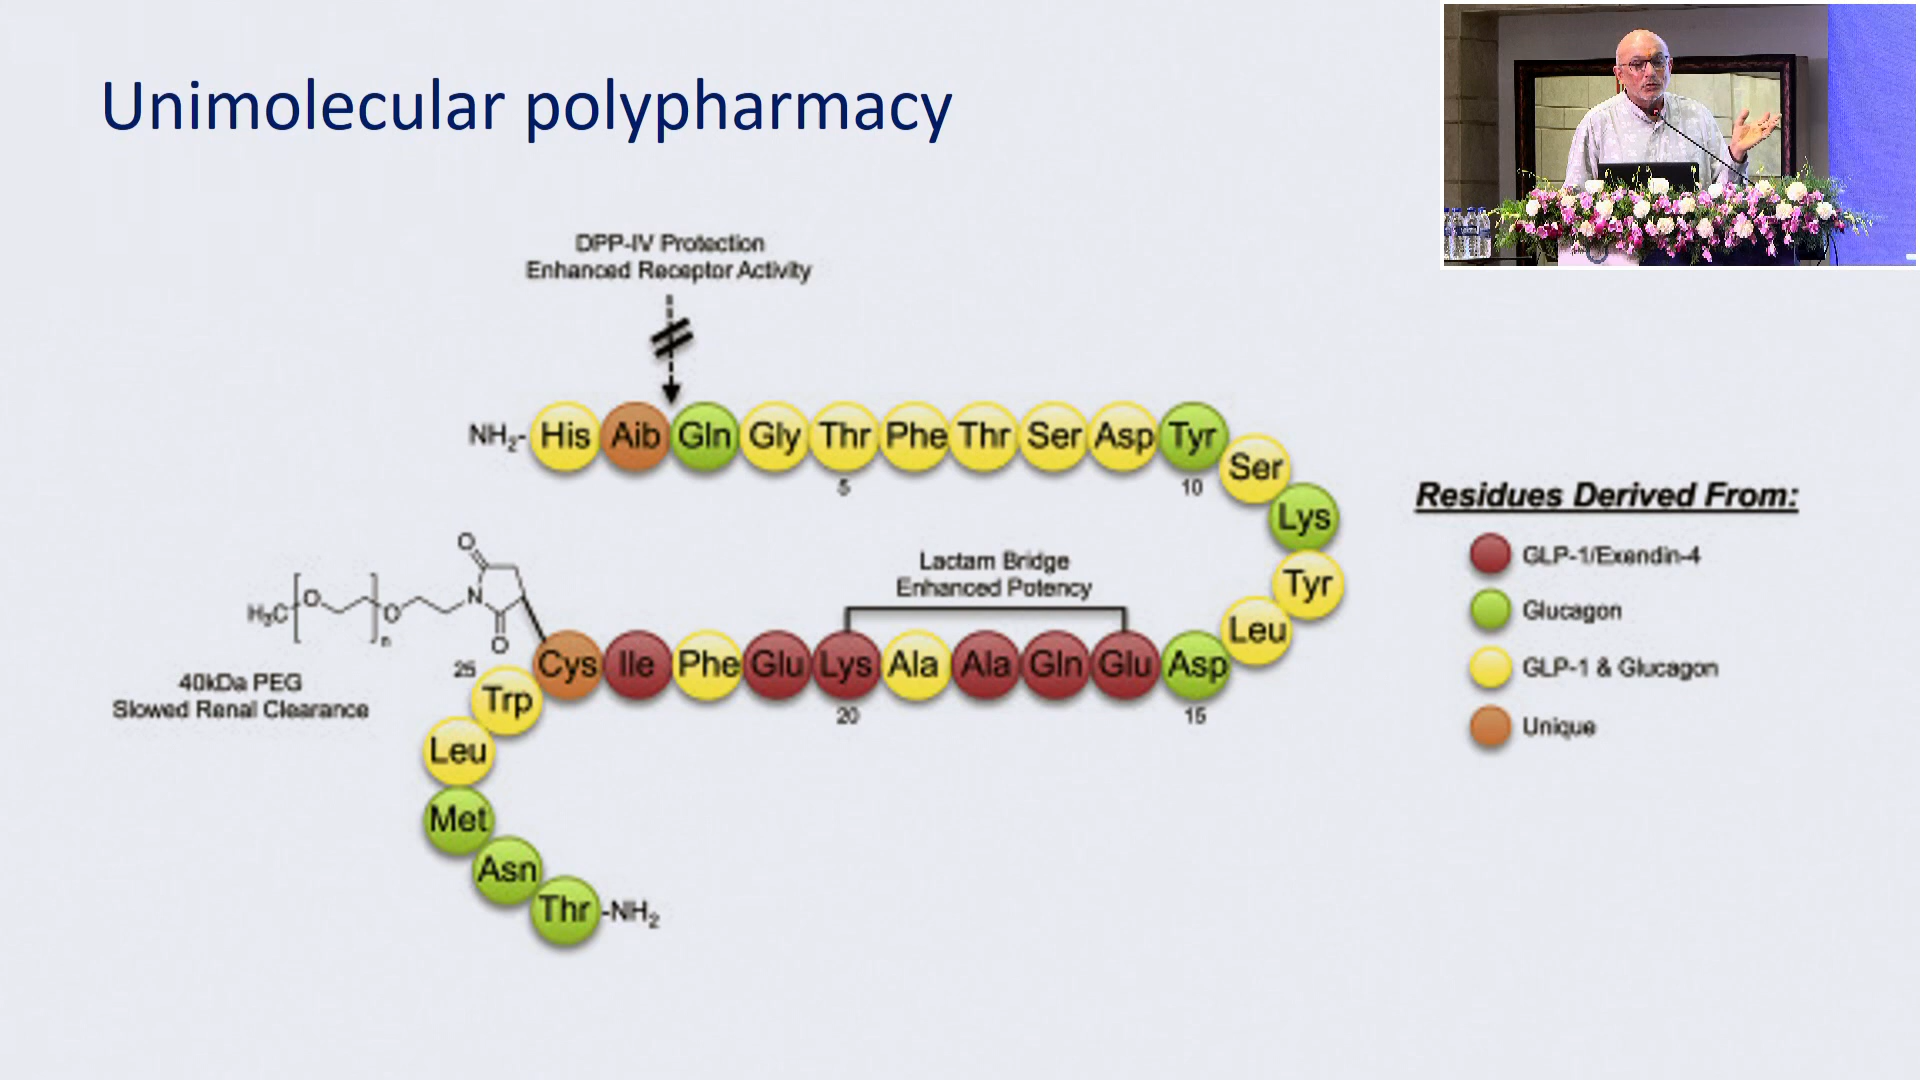 Unimolecular polypharmacy
DPP-IV Protection
Enhanced Receptor Activity
NH2- His Aib Gln Gly Thr Phe Thr Ser Asp Tyr
5
10
Ser
Lys
Tyr
Leu
Lactam Bridge
Enhanced Potency
Cys Ile Phe Glu Lys Ala Ala Gln Glu Asp
20
15
25
Trp
Leu
Met
Asn
Thr -NH2
H3C O O n N O O
40kDa PEG
Slowed Renal Clearance
Residues Derived From:
GLP-1/Exendin-4
Glucagon
GLP-1 & Glucagon
Unique